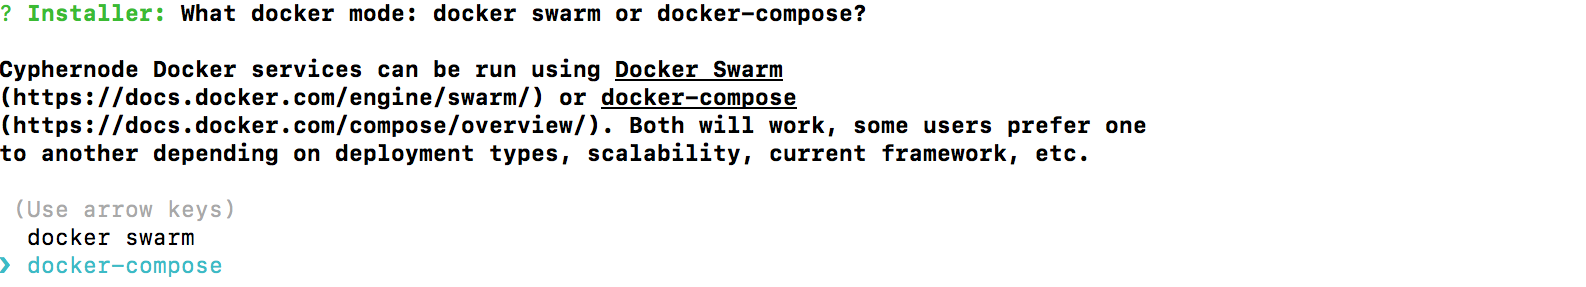 ? Installer: What docker mode: docker swarm or docker-compose?
Cyphernode Docker services can be run using Docker Swarm
(https://docs.docker.com/engine/swarm/) or docker-compose
(https://docs.docker.com/compose/overview/). Both will work, some users prefer one
to another depending on deployment types, scalability, current framework, etc.
(Use arrow keys)
docker swarm
❯ docker-compose